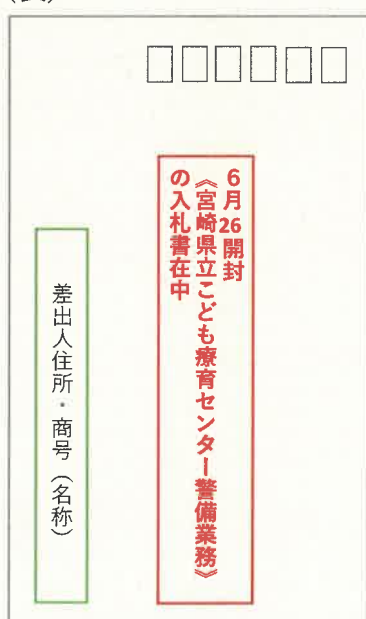 6月26開封
《宮崎県立こども療育センター警備業務》
の入札書在中
差出人住所・商号（名称）